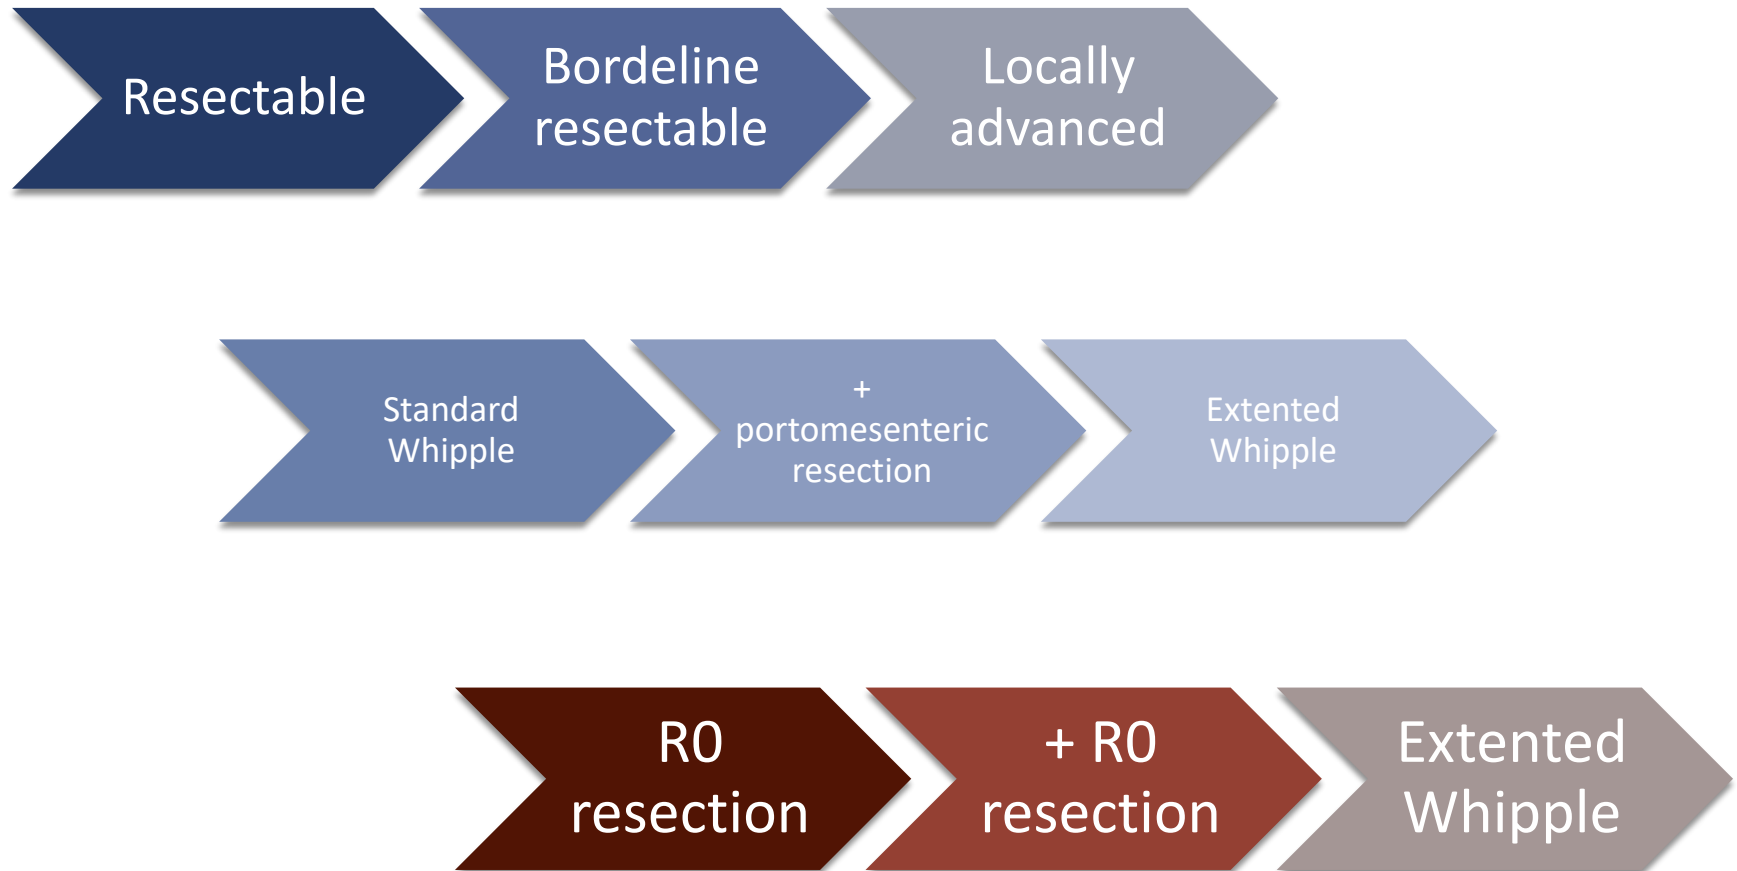 Resectable
Bordeline
resectable
Locally
advanced
Standard
Whipple
+
portomesenteric
resection
Extented
Whipple
R0
resection
+ R0
resection
Extented
Whipple